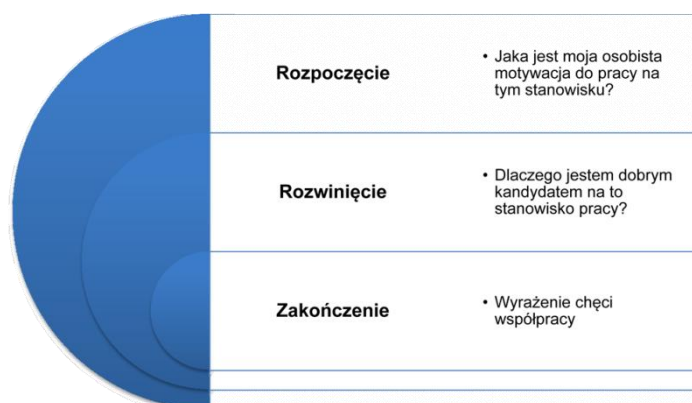 Rozpoczęcie
• Jaka jest moja osobista
motywacja do pracy na
tym stanowisku?
Rozwinięcie
• Dlaczego jestem dobrym
kandydatem na to
stanowisko pracy?
Zakończenie
• Wyrażenie chęci
współpracy